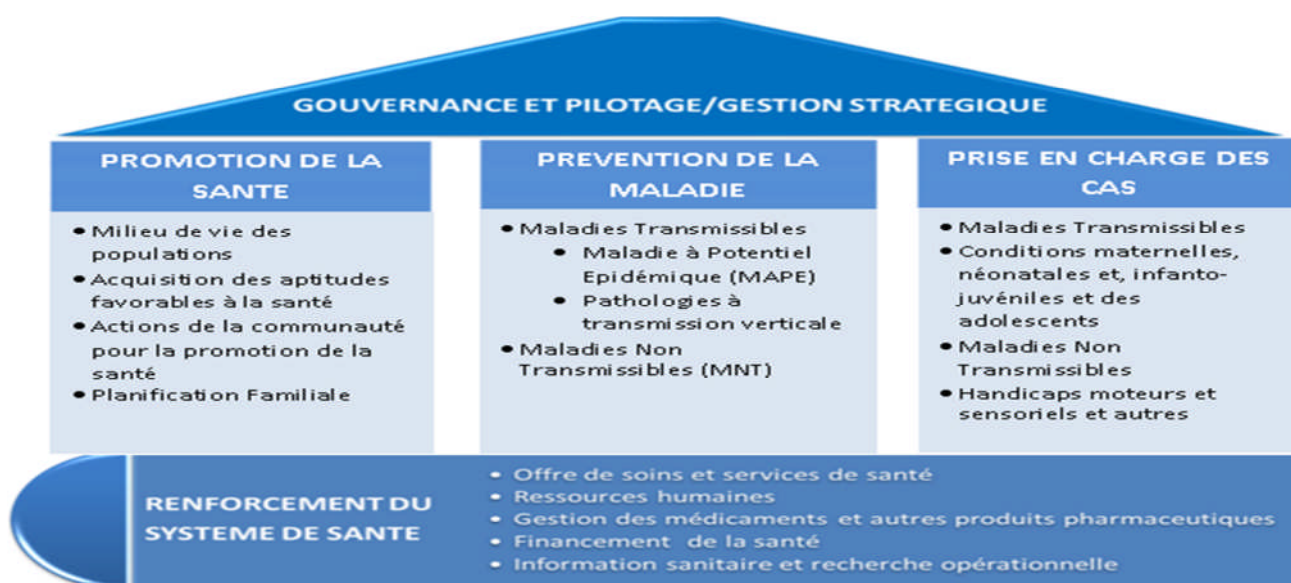 GOUVERNANCE ET PILOTAGE/GESTION STRATEGIQUE
PROMOTION DE LA
SANTE
• Milieu de vie des
populations
• Acquisition des aptitudes
favorables à la santé
• Actions de la communauté
pour la promotion de la
santé
• Planification Familiale
PREVENTION DE LA
MALADIE
• Maladies Transmissibles
• Maladie à Potentiel
Epidémique (MAPE)
• Pathologies à
transmission verticale
• Maladies Non
Transmissibles (MNT)
PRISE EN CHARGE DES
CAS
• Maladies Transmissibles
• Conditions maternelles,
néonatales et, infanto-
juvéniles et des
adolescents
• Maladies Non
Transmissibles
• Handicaps moteurs et
sensoriels et autres
RENFORCEMENT DU
SYSTEME DE SANTE
• Offre de soins et services de santé
• Ressources humaines
• Gestion des médicaments et autres produits pharmaceutiques
• Financement de la santé
• Information sanitaire et recherche opérationnelle